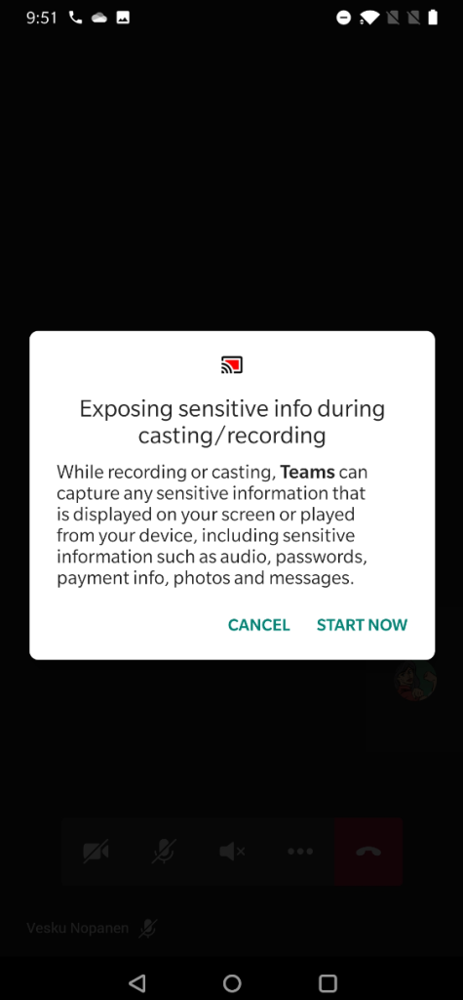 9:51
Exposing sensitive info during
casting/recording
While recording or casting, Teams can
capture any sensitive information that
is displayed on your screen or played
from your device, including sensitive
information such as audio, passwords,
payment info, photos and messages.
CANCEL START NOW
Vesku Nopanen